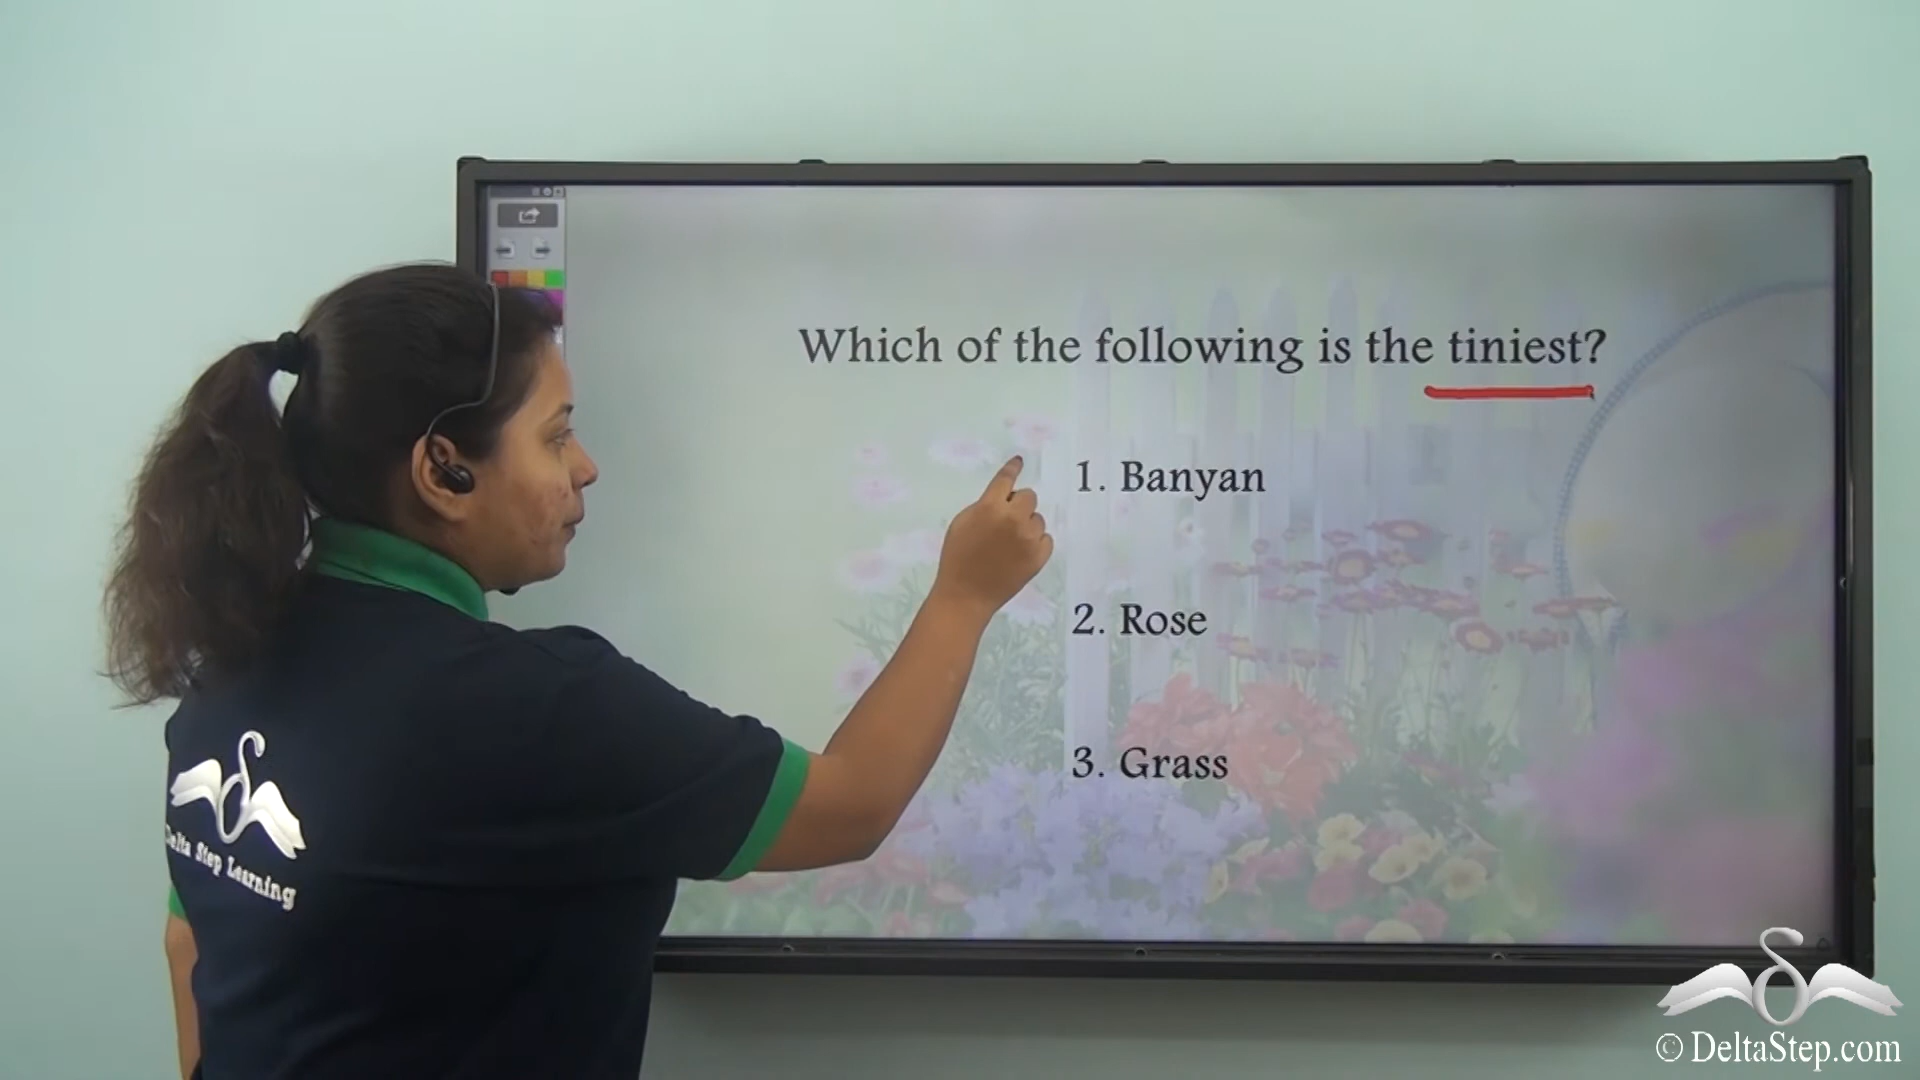 Which of the following is the tiniest?
1. Banyan
2. Rose
3. Grass
Delta Step Learning
© DeltaStep.com